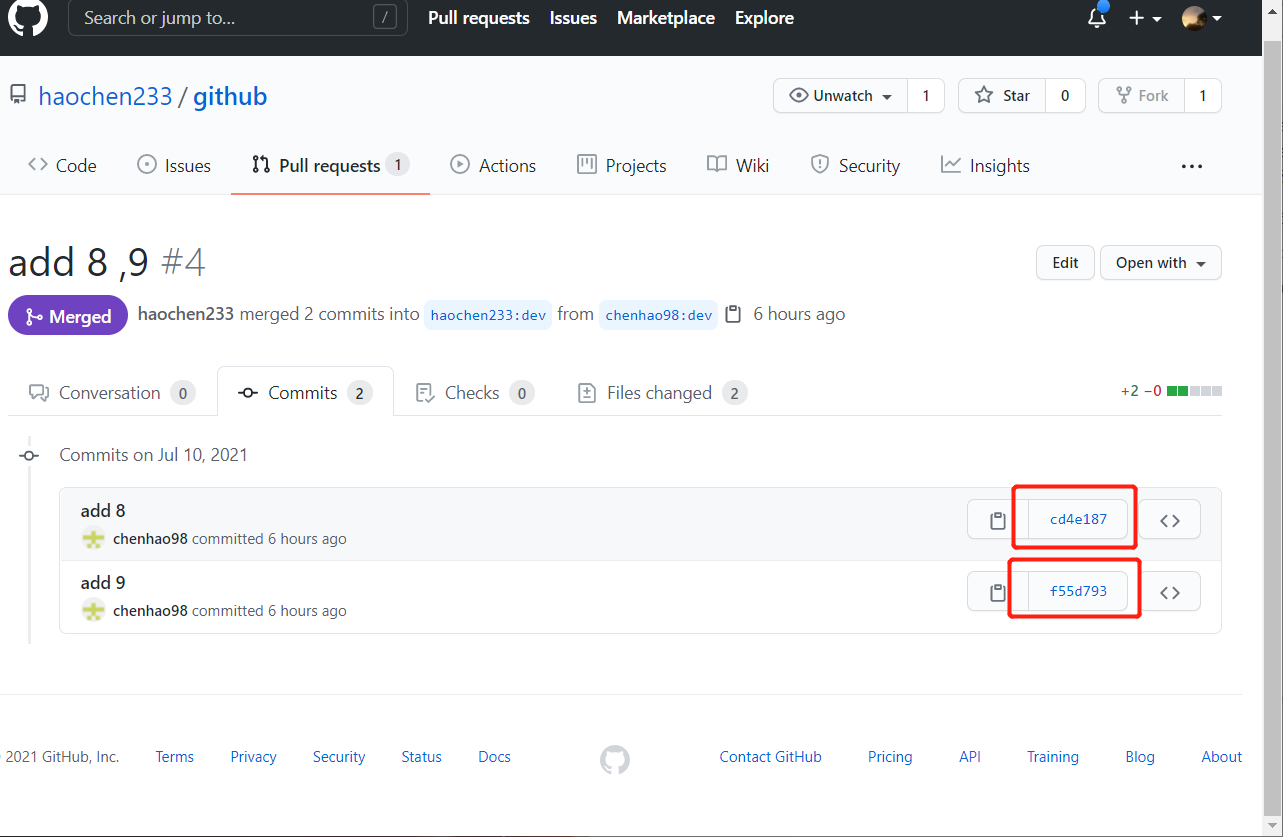 Search or jump to... / Pull requests Issues Marketplace Explore
haochen233 / github Unwatch 1 Star 0 Fork 1
Code Issues Pull requests 1 Actions Projects Wiki Security Insights ...
add 8 ,9 #4 Edit Open with
Merged haochen233 merged 2 commits into haochen233:dev from chenhao98:dev 6 hours ago
Conversation 0 Commits 2 Checks 0 Files changed 2 +2 −0
Commits on Jul 10, 2021
add 8
chenhao98 committed 6 hours ago cd4e187
add 9
chenhao98 committed 6 hours ago f55d793
2021 GitHub, Inc. Terms Privacy Security Status Docs Contact GitHub Pricing API Training Blog About